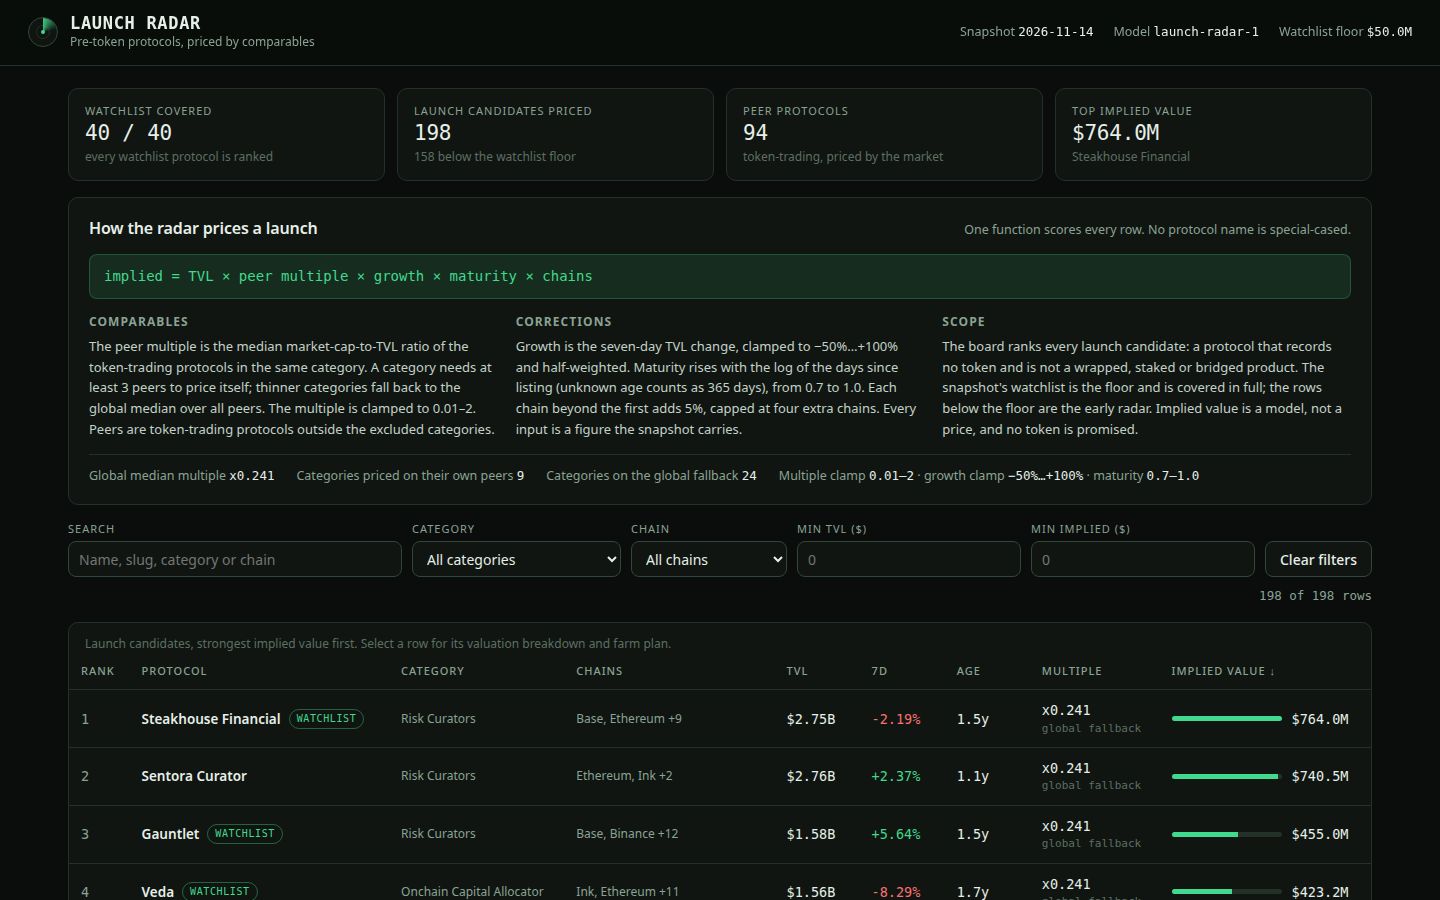 LAUNCH RADAR
Pre-token protocols, priced by comparables
Snapshot 2026-11-14 Model launch-radar-1 Watchlist floor $50.0M
WATCHLIST COVERED
40 / 40
every watchlist protocol is ranked
LAUNCH CANDIDATES PRICED
198
158 below the watchlist floor
PEER PROTOCOLS
94
token-trading, priced by the market
TOP IMPLIED VALUE
$764.0M
Steakhouse Financial
How the radar prices a launch
One function scores every row. No protocol name is special-cased.
implied = TVL × peer multiple × growth × maturity × chains
COMPARABLES
The peer multiple is the median market-cap-to-TVL ratio of the
token-trading protocols in the same category. A category needs at
least 3 peers to price itself; thinner categories fall back to the
global median over all peers. The multiple is clamped to 0.01–2.
Peers are token-trading protocols outside the excluded categories.
CORRECTIONS
Growth is the seven-day TVL change, clamped to −50%…+100%
and half-weighted. Maturity rises with the log of the days since
listing (unknown age counts as 365 days), from 0.7 to 1.0. Each
chain beyond the first adds 5%, capped at four extra chains. Every
input is a figure the snapshot carries.
SCOPE
The board ranks every launch candidate: a protocol that records
no token and is not a wrapped, staked or bridged product. The
snapshot's watchlist is the floor and is covered in full; the rows
below the floor are the early radar. Implied value is a model, not a
price, and no token is promised.
Global median multiple x0.241 Categories priced on their own peers 9 Categories on the global fallback 24 Multiple clamp 0.01–2 · growth clamp −50%…+100% · maturity 0.7–1.0
SEARCH
Name, slug, category or chain
CATEGORY
All categories
CHAIN
All chains
MIN TVL ($)
0
MIN IMPLIED ($)
0
Clear filters
198 of 198 rows
Launch candidates, strongest implied value first. Select a row for its valuation breakdown and farm plan.
RANK PROTOCOL CATEGORY CHAINS TVL 7D AGE MULTIPLE IMPLIED VALUE ↓
1 Steakhouse Financial WATCHLIST Risk Curators Base, Ethereum +9 $2.75B -2.19% 1.5y x0.241 global fallback $764.0M
2 Sentora Curator Risk Curators Ethereum, Ink +2 $2.76B +2.37% 1.1y x0.241 global fallback $740.5M
3 Gauntlet WATCHLIST Risk Curators Base, Binance +12 $1.58B +5.64% 1.5y x0.241 global fallback $455.0M
4 Veda WATCHLIST Onchain Capital Allocator Ink, Ethereum +11 $1.56B -8.29% 1.7y x0.241 global fallback $423.2M